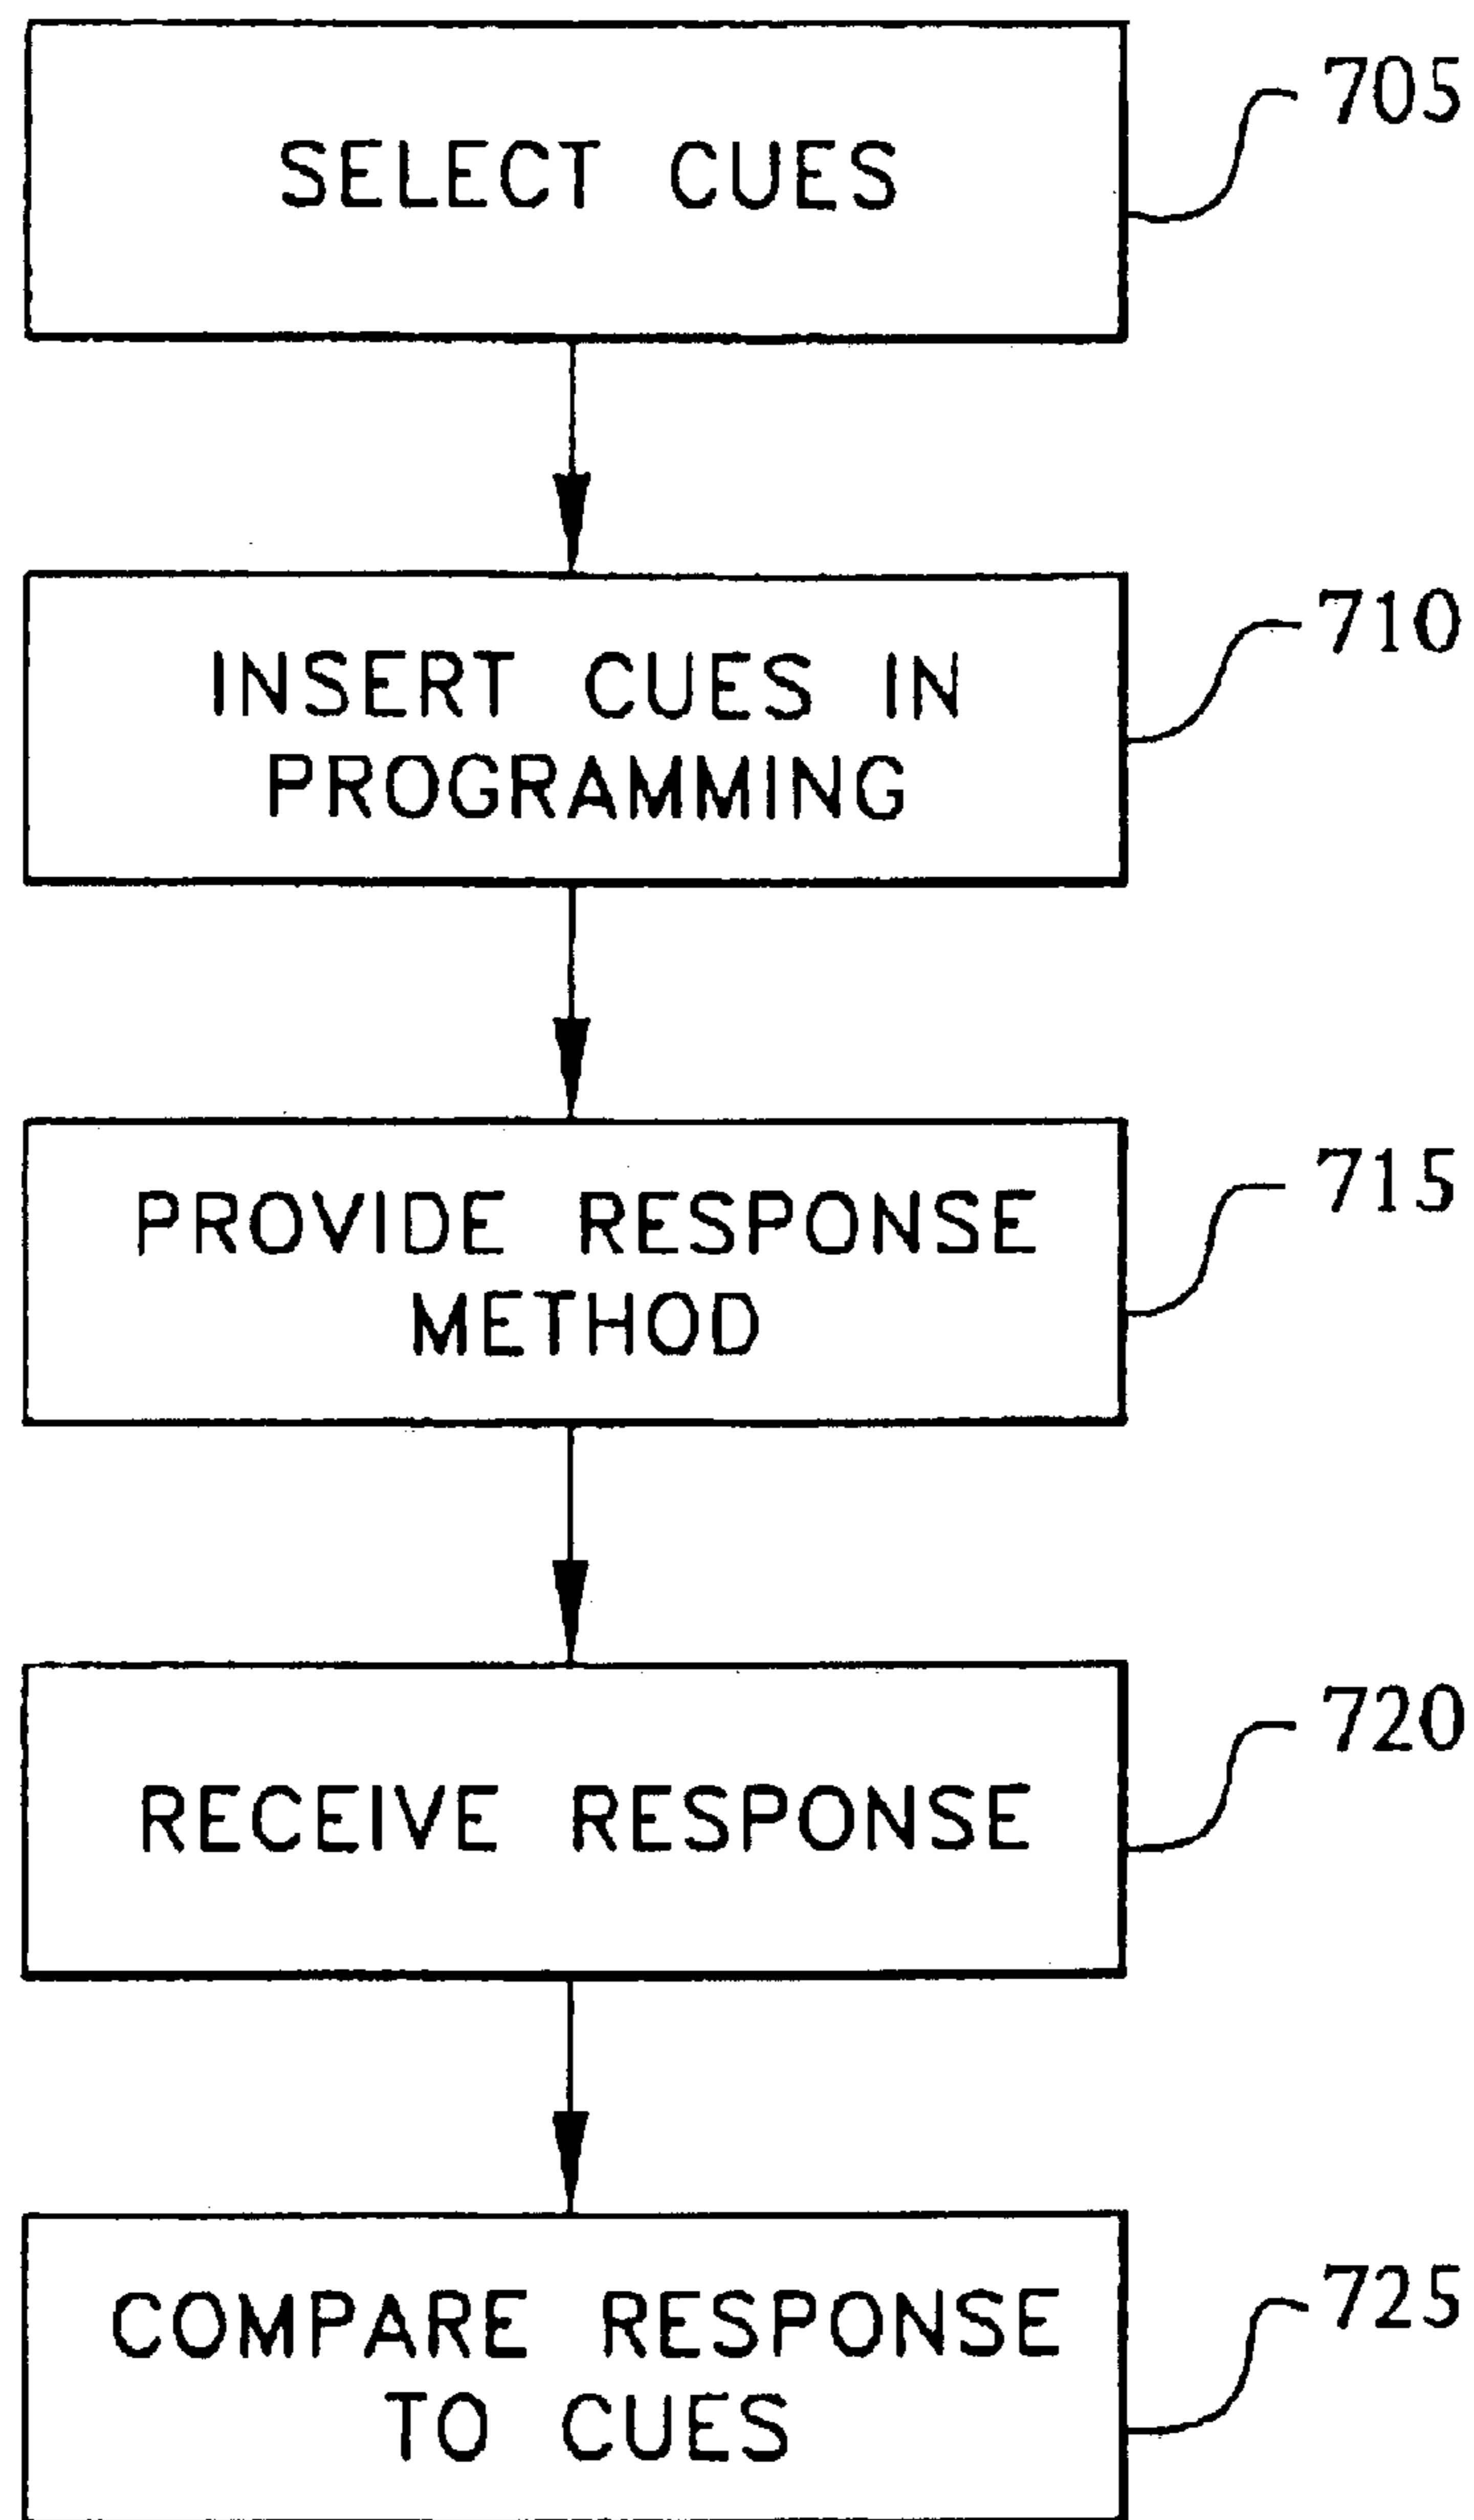 SELECT CUES
705
INSERT CUES IN
PROGRAMMING
710
PROVIDE RESPONSE
METHOD
715
RECEIVE RESPONSE
720
COMPARE RESPONSE
TO CUES
725